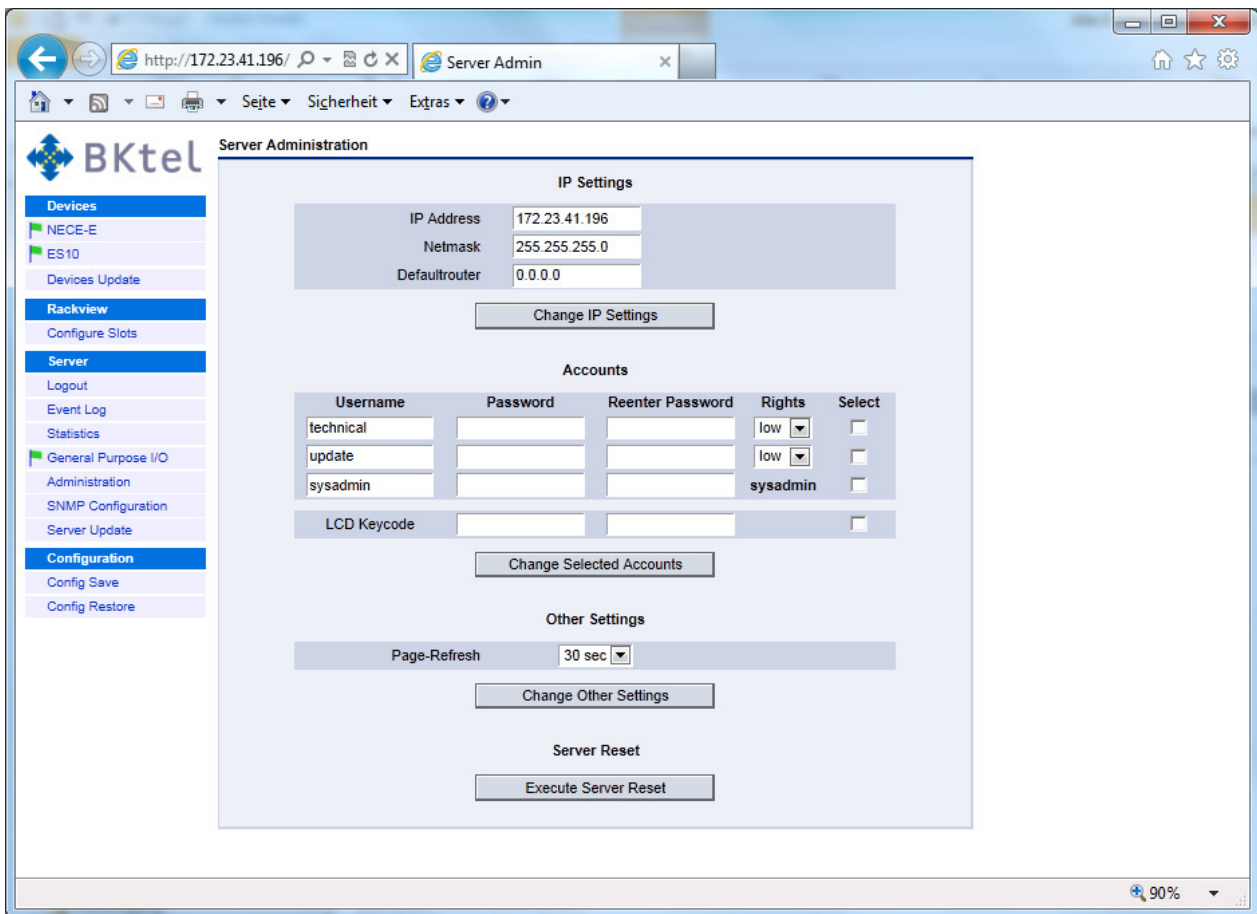 http://172.23.41.196/
Server Admin
Seite Sicherheit Extras
BKtel
Devices
NECE-E
ES10
Devices Update
Rackview
Configure Slots
Server
Logout
Event Log
Statistics
General Purpose I/O
Administration
SNMP Configuration
Server Update
Configuration
Config Save
Config Restore
Server Administration
IP Settings
IP Address 172.23.41.196
Netmask 255.255.255.0
Defaultrouter 0.0.0.0
Change IP Settings
Accounts
Username Password Reenter Password Rights Select
technical low
update low
sysadmin sysadmin
LCD Keycode
Change Selected Accounts
Other Settings
Page-Refresh 30 sec
Change Other Settings
Server Reset
Execute Server Reset
90%